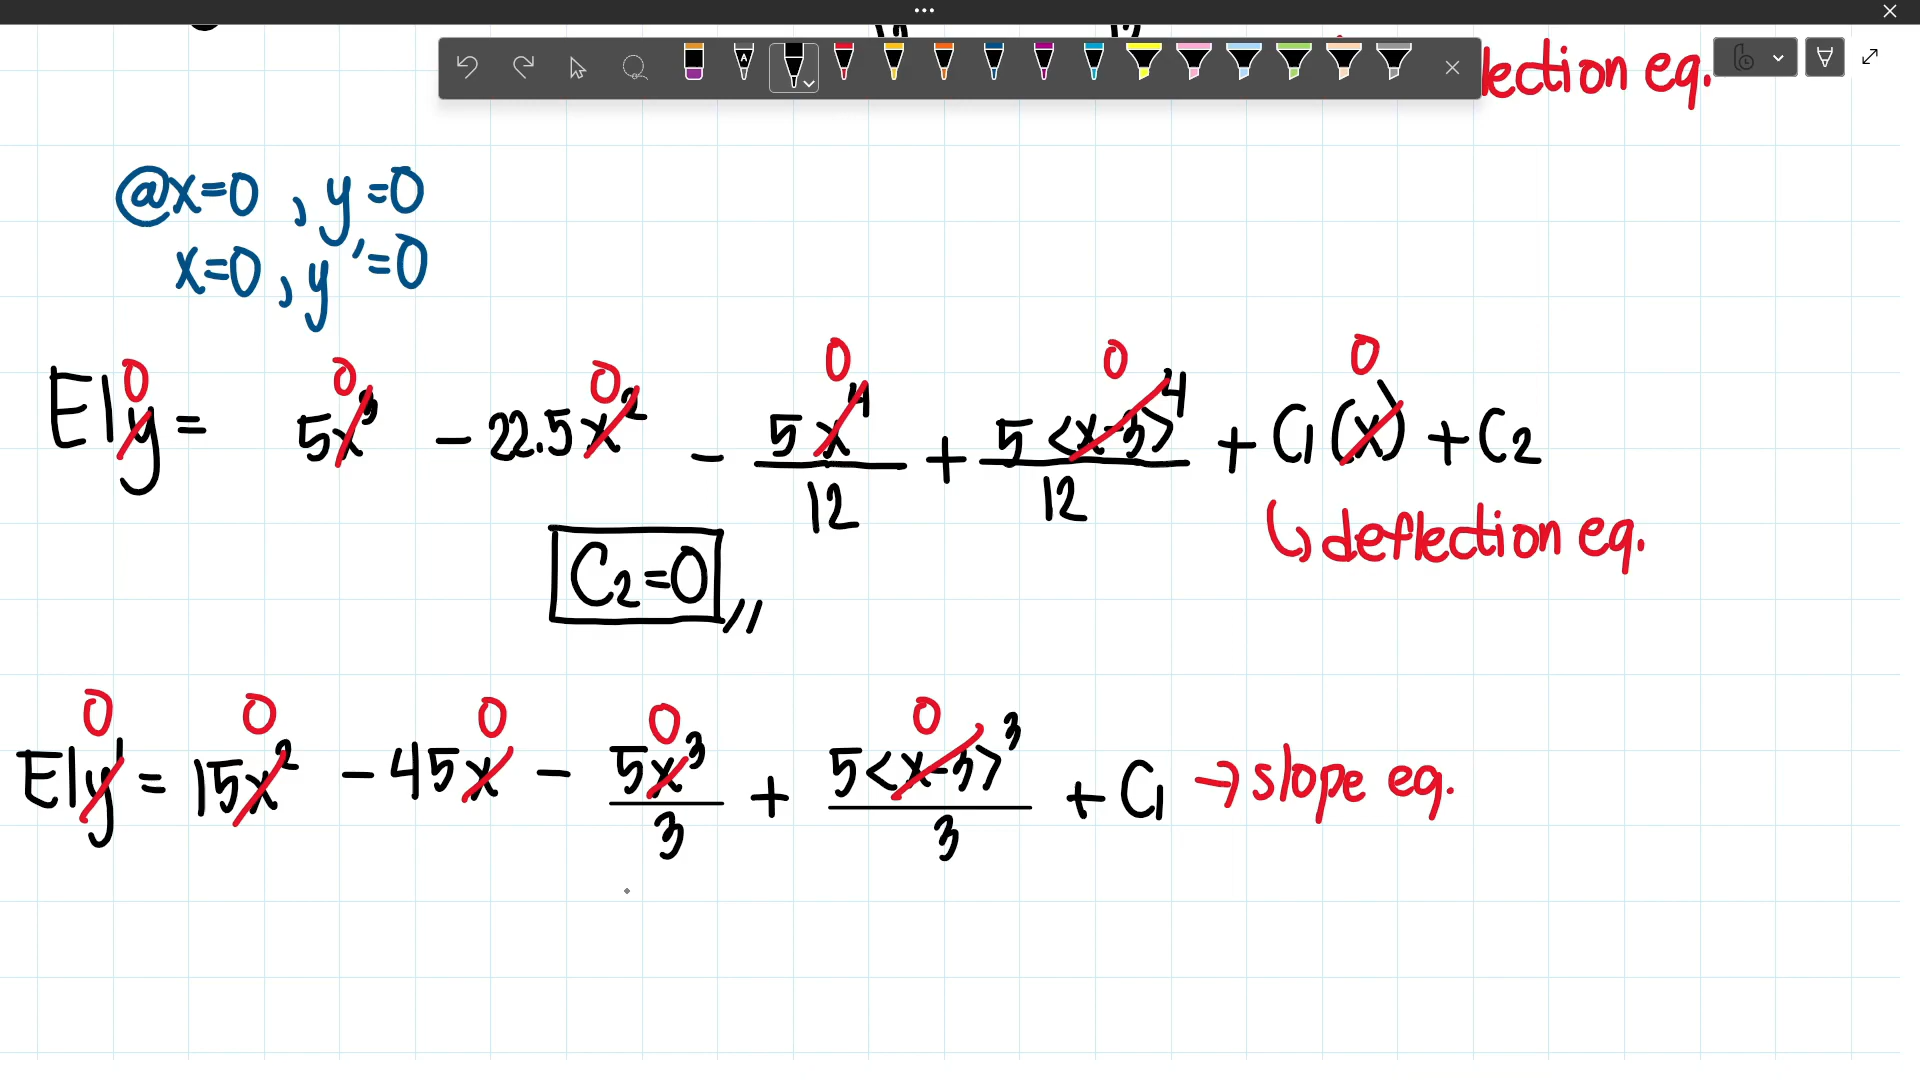 lection eq.
@x=0 , y=0
x=0 , y'=0
0 0 0 0 0 0
EIy = 5x³ - 22.5x² - 5x⁴/12 + 5<x-3>⁴/12 + C1(x) + C2
↳ deflection eq.
C2=0 //
0 0 0 0 0
EIy' = 15x² - 45x - 5x³/3 + 5<x-3>³/3 + C1 → slope eq.